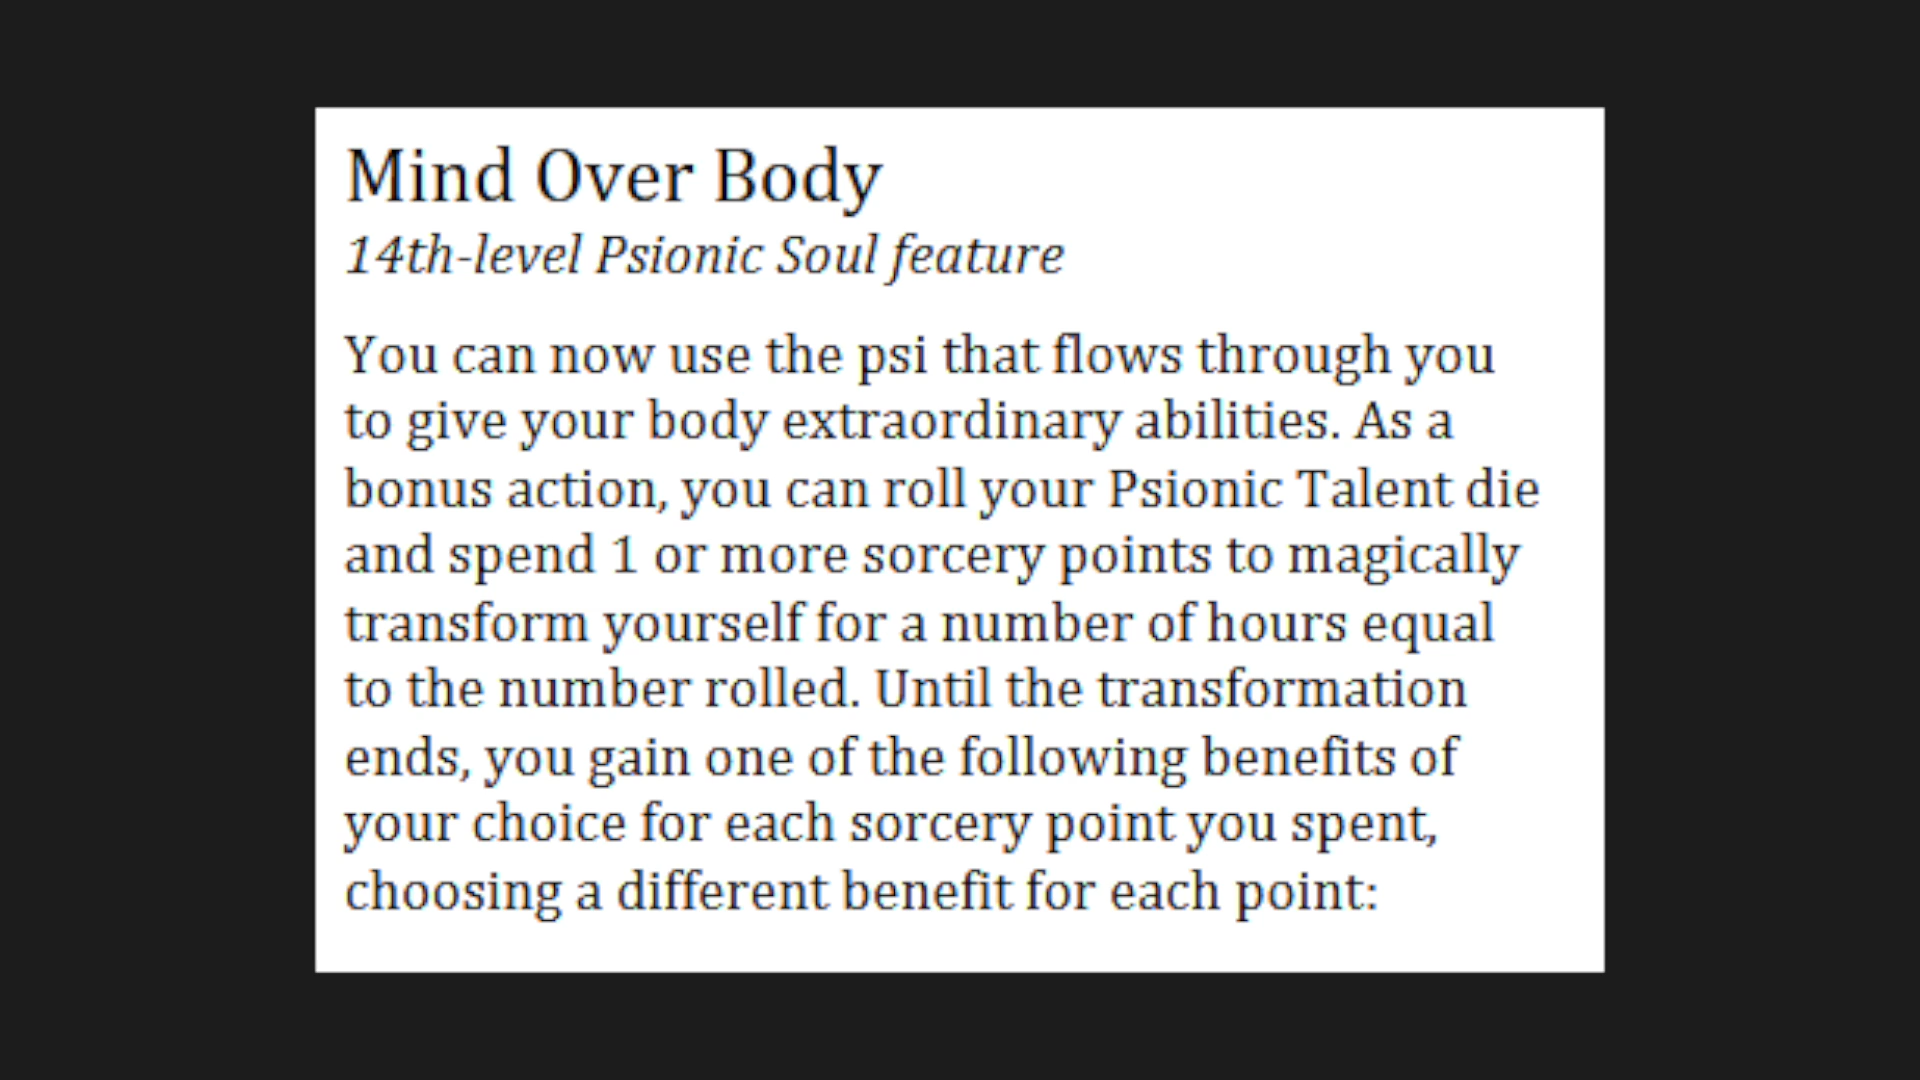 Mind Over Body
14th-level Psionic Soul feature
You can now use the psi that flows through you
to give your body extraordinary abilities. As a
bonus action, you can roll your Psionic Talent die
and spend 1 or more sorcery points to magically
transform yourself for a number of hours equal
to the number rolled. Until the transformation
ends, you gain one of the following benefits of
your choice for each sorcery point you spent,
choosing a different benefit for each point: